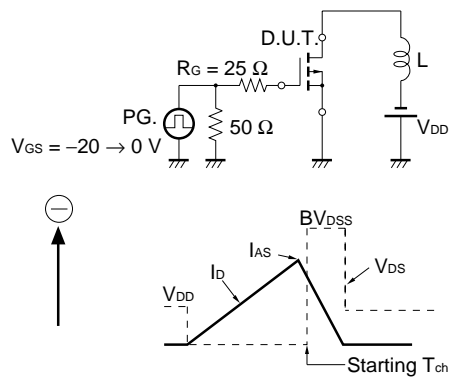 D.U.T.
RG = 25 Ω
L
PG.
50 Ω
VDD
VGS = −20 → 0 V
−
BVDSS
IAS
ID
VDS
VDD
Starting Tch